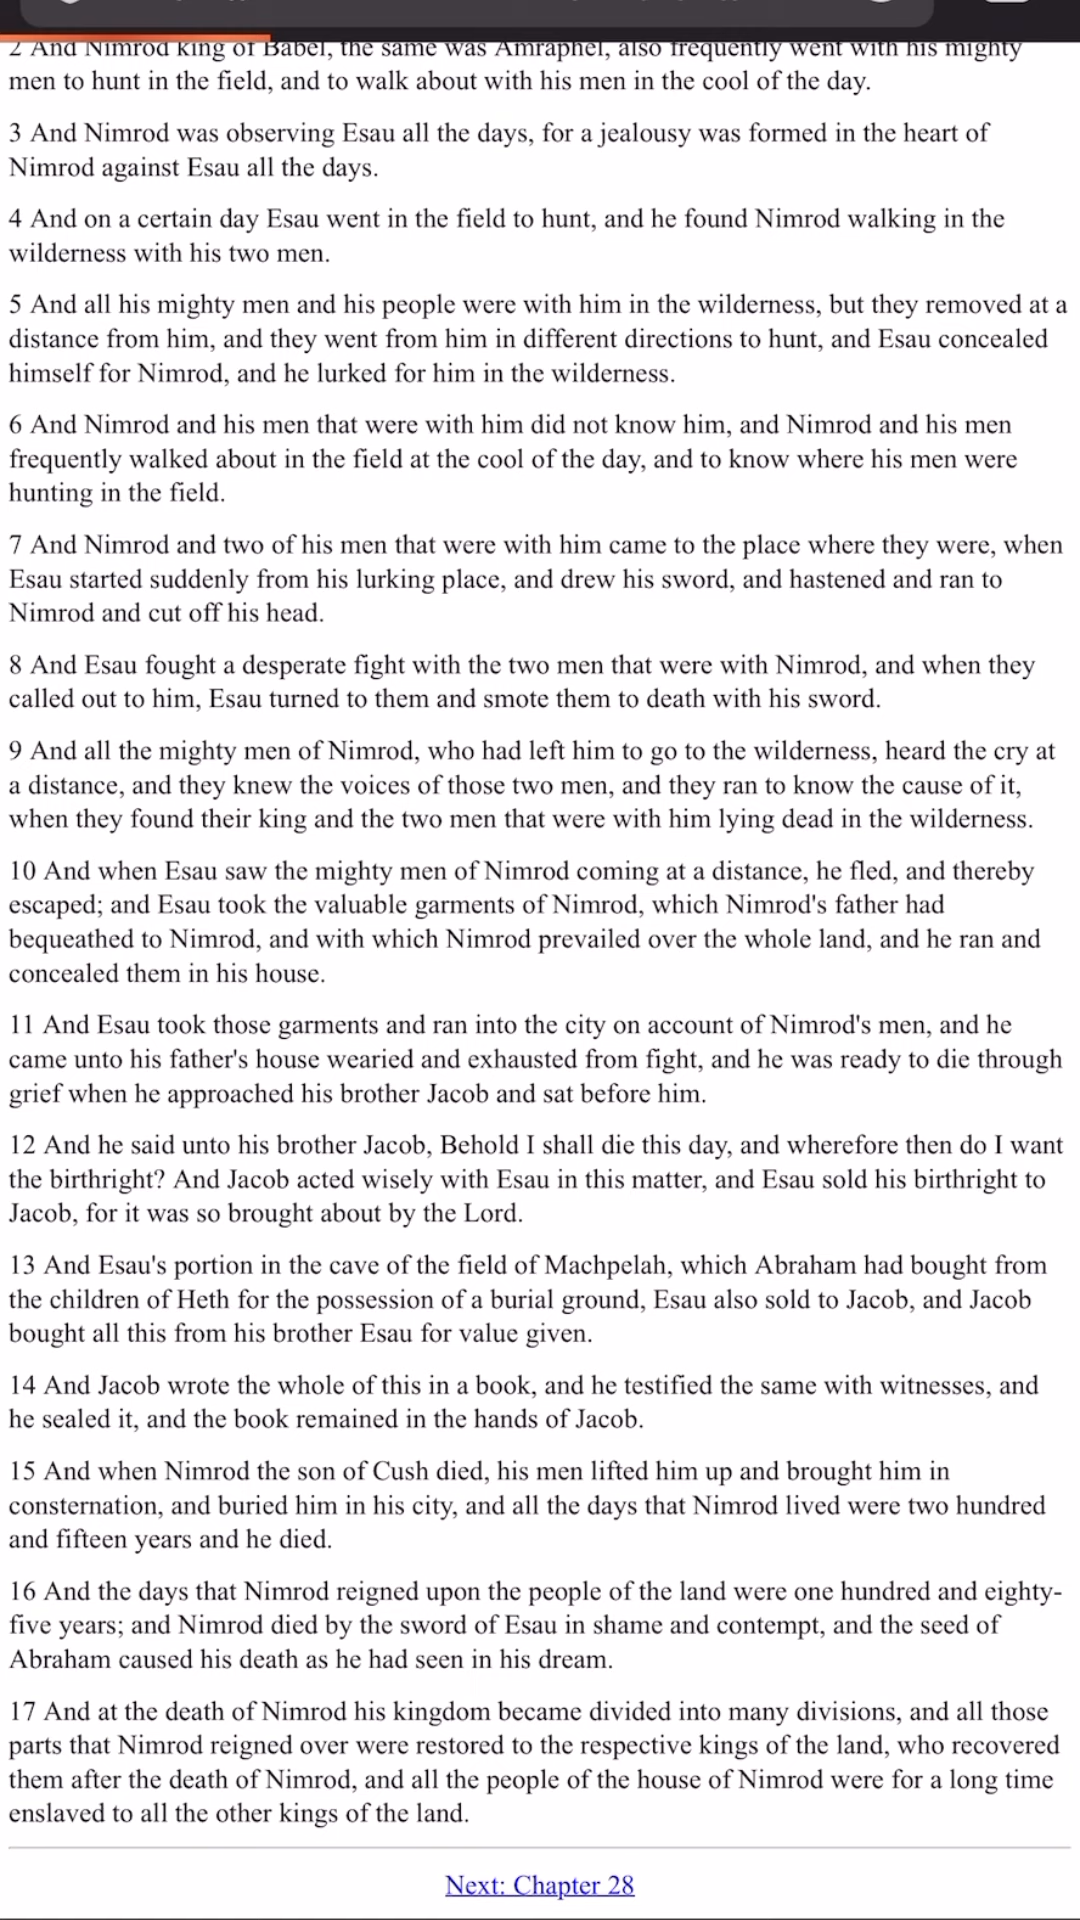 2 And Nimrod king of Babel, the same was Amraphel, also frequently went with his mighty
men to hunt in the field, and to walk about with his men in the cool of the day.
3 And Nimrod was observing Esau all the days, for a jealousy was formed in the heart of
Nimrod against Esau all the days.
4 And on a certain day Esau went in the field to hunt, and he found Nimrod walking in the
wilderness with his two men.
5 And all his mighty men and his people were with him in the wilderness, but they removed at a
distance from him, and they went from him in different directions to hunt, and Esau concealed
himself for Nimrod, and he lurked for him in the wilderness.
6 And Nimrod and his men that were with him did not know him, and Nimrod and his men
frequently walked about in the field at the cool of the day, and to know where his men were
hunting in the field.
7 And Nimrod and two of his men that were with him came to the place where they were, when
Esau started suddenly from his lurking place, and drew his sword, and hastened and ran to
Nimrod and cut off his head.
8 And Esau fought a desperate fight with the two men that were with Nimrod, and when they
called out to him, Esau turned to them and smote them to death with his sword.
9 And all the mighty men of Nimrod, who had left him to go to the wilderness, heard the cry at
a distance, and they knew the voices of those two men, and they ran to know the cause of it,
when they found their king and the two men that were with him lying dead in the wilderness.
10 And when Esau saw the mighty men of Nimrod coming at a distance, he fled, and thereby
escaped; and Esau took the valuable garments of Nimrod, which Nimrod's father had
bequeathed to Nimrod, and with which Nimrod prevailed over the whole land, and he ran and
concealed them in his house.
11 And Esau took those garments and ran into the city on account of Nimrod's men, and he
came unto his father's house wearied and exhausted from fight, and he was ready to die through
grief when he approached his brother Jacob and sat before him.
12 And he said unto his brother Jacob, Behold I shall die this day, and wherefore then do I want
the birthright? And Jacob acted wisely with Esau in this matter, and Esau sold his birthright to
Jacob, for it was so brought about by the Lord.
13 And Esau's portion in the cave of the field of Machpelah, which Abraham had bought from
the children of Heth for the possession of a burial ground, Esau also sold to Jacob, and Jacob
bought all this from his brother Esau for value given.
14 And Jacob wrote the whole of this in a book, and he testified the same with witnesses, and
he sealed it, and the book remained in the hands of Jacob.
15 And when Nimrod the son of Cush died, his men lifted him up and brought him in
consternation, and buried him in his city, and all the days that Nimrod lived were two hundred
and fifteen years and he died.
16 And the days that Nimrod reigned upon the people of the land were one hundred and eighty-
five years; and Nimrod died by the sword of Esau in shame and contempt, and the seed of
Abraham caused his death as he had seen in his dream.
17 And at the death of Nimrod his kingdom became divided into many divisions, and all those
parts that Nimrod reigned over were restored to the respective kings of the land, who recovered
them after the death of Nimrod, and all the people of the house of Nimrod were for a long time
enslaved to all the other kings of the land.
Next: Chapter 28